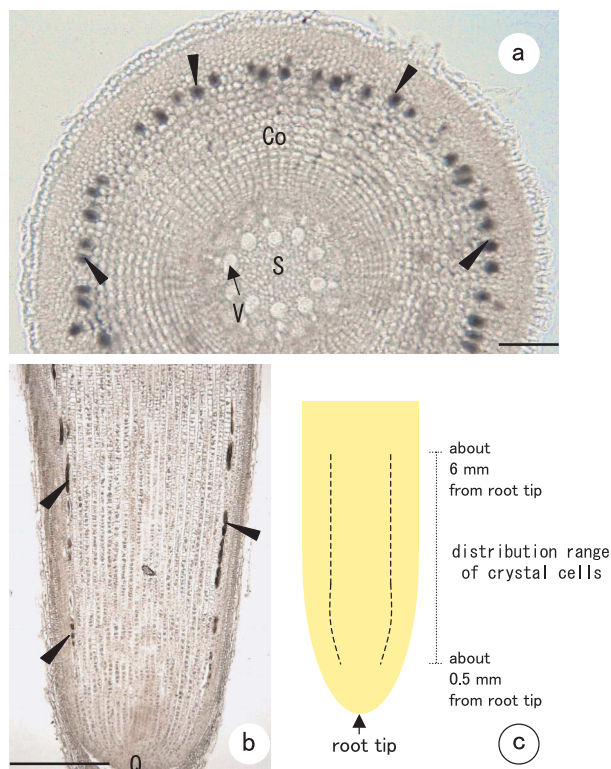 a
Co
S
V
b
Q
about
6 mm
from root tip
distribution range
of crystal cells
about
0.5 mm
from root tip
root tip
c